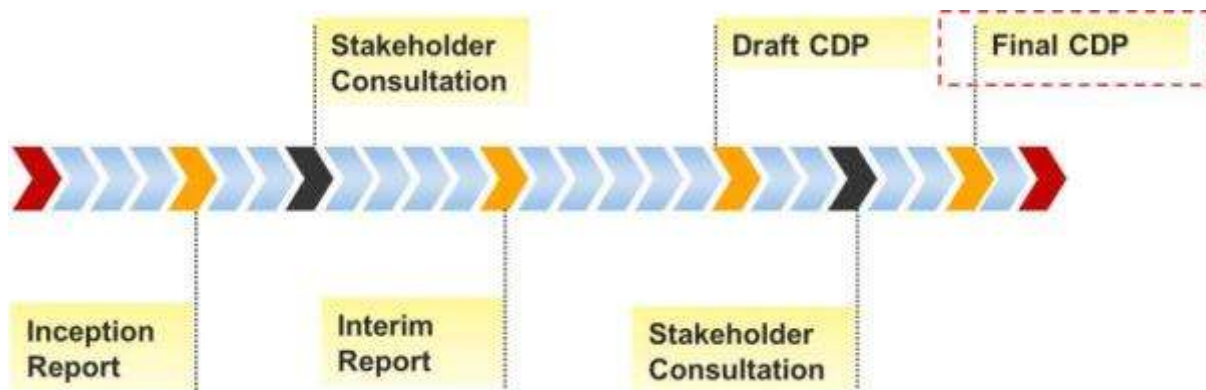 Stakeholder
Consultation
Draft CDP
Final CDP
Inception
Report
Interim
Report
Stakeholder
Consultation